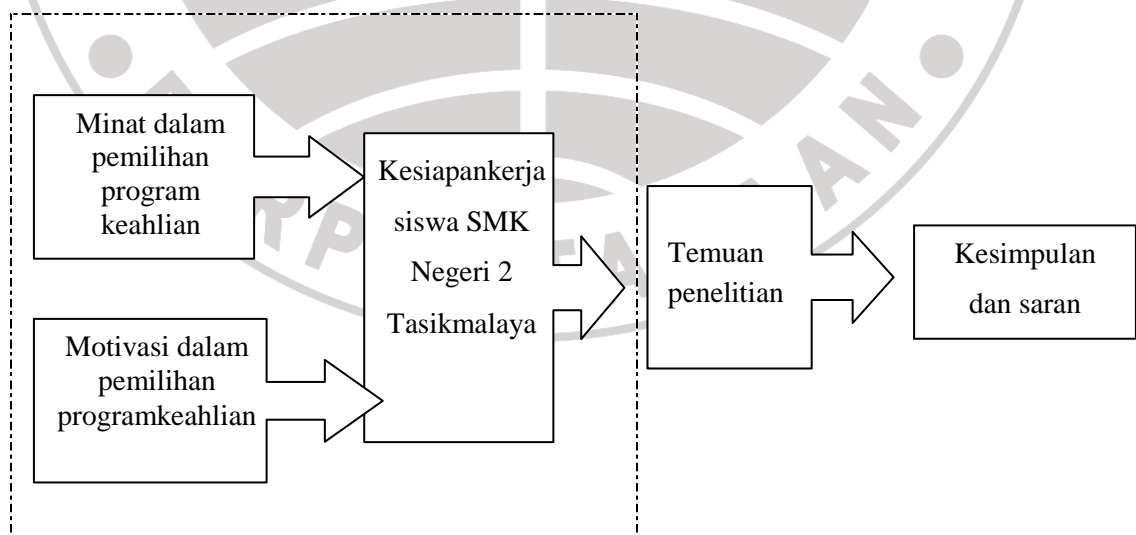 Minat dalam
pemilihan
program
keahlian
Motivasi dalam
pemilihan
programkeahlian
Kesiapankerja
siswa SMK
Negeri 2
Tasikmalaya
Temuan
penelitian
Kesimpulan
dan saran